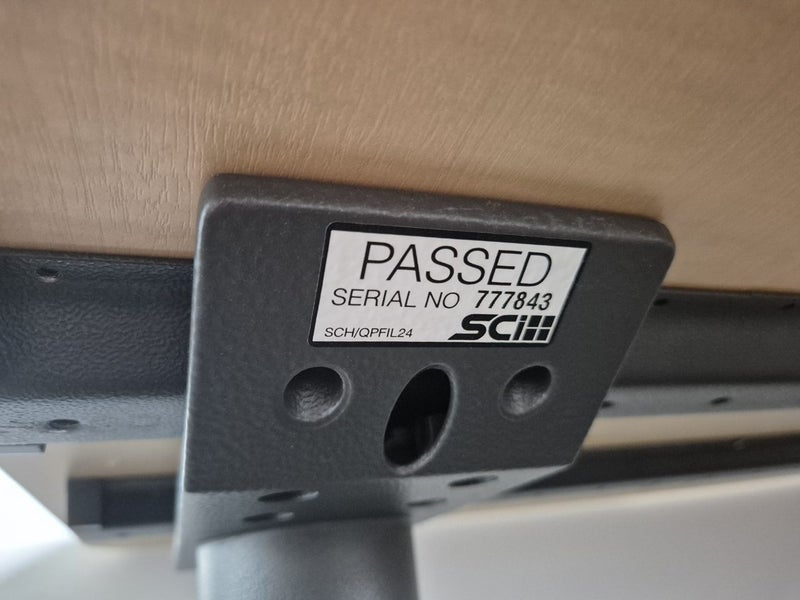 PASSED
SERIAL NO 777843
SCH/QPFIL24
SCi